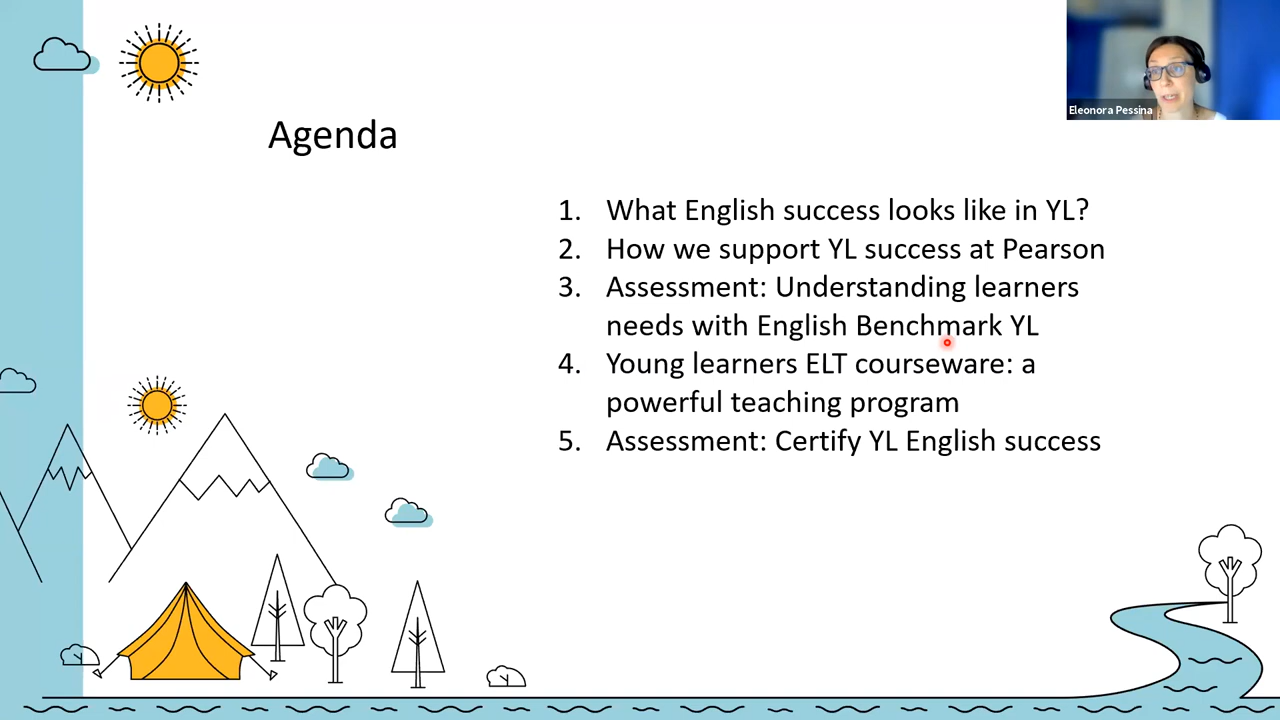 Eleonora Pessina
Agenda
1. What English success looks like in YL?
2. How we support YL success at Pearson
3. Assessment: Understanding learners
needs with English Benchmark YL
4. Young learners ELT courseware: a
powerful teaching program
5. Assessment: Certify YL English success